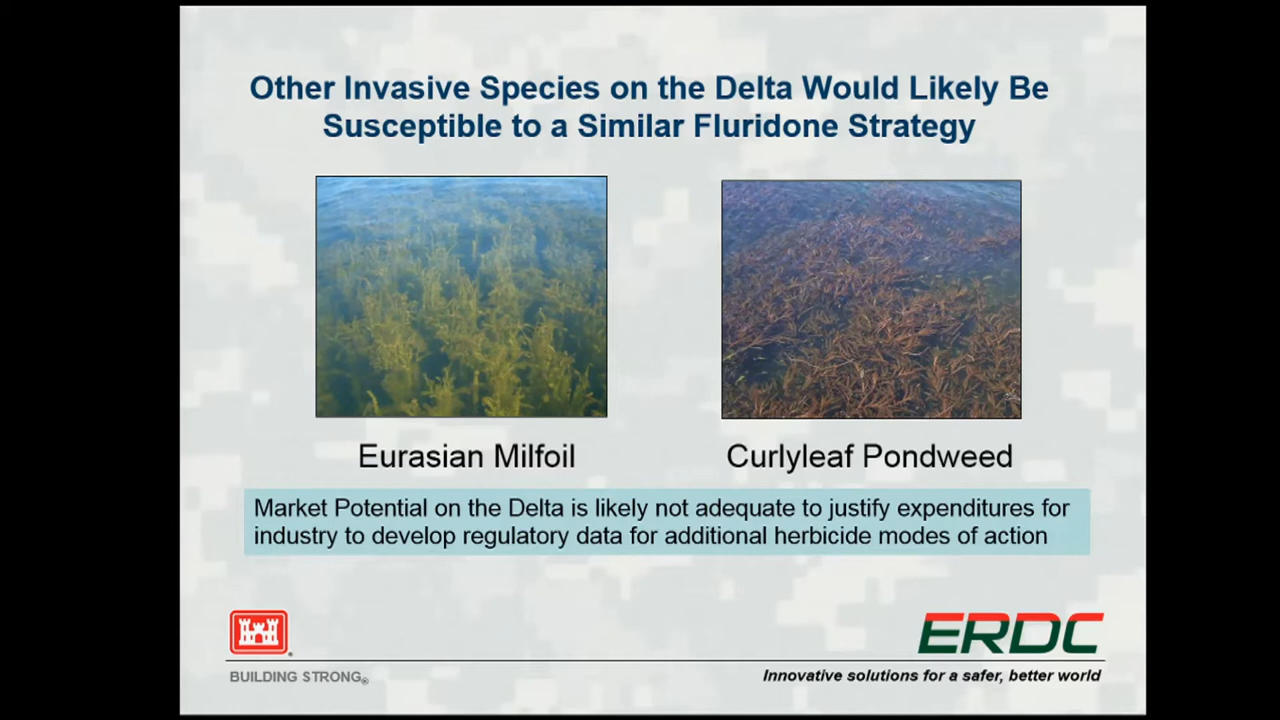 Other Invasive Species on the Delta Would Likely Be
Susceptible to a Similar Fluridone Strategy
Eurasian Milfoil
Curlyleaf Pondweed
Market Potential on the Delta is likely not adequate to justify expenditures for
industry to develop regulatory data for additional herbicide modes of action
ERDC
BUILDING STRONG®
Innovative solutions for a safer, better world